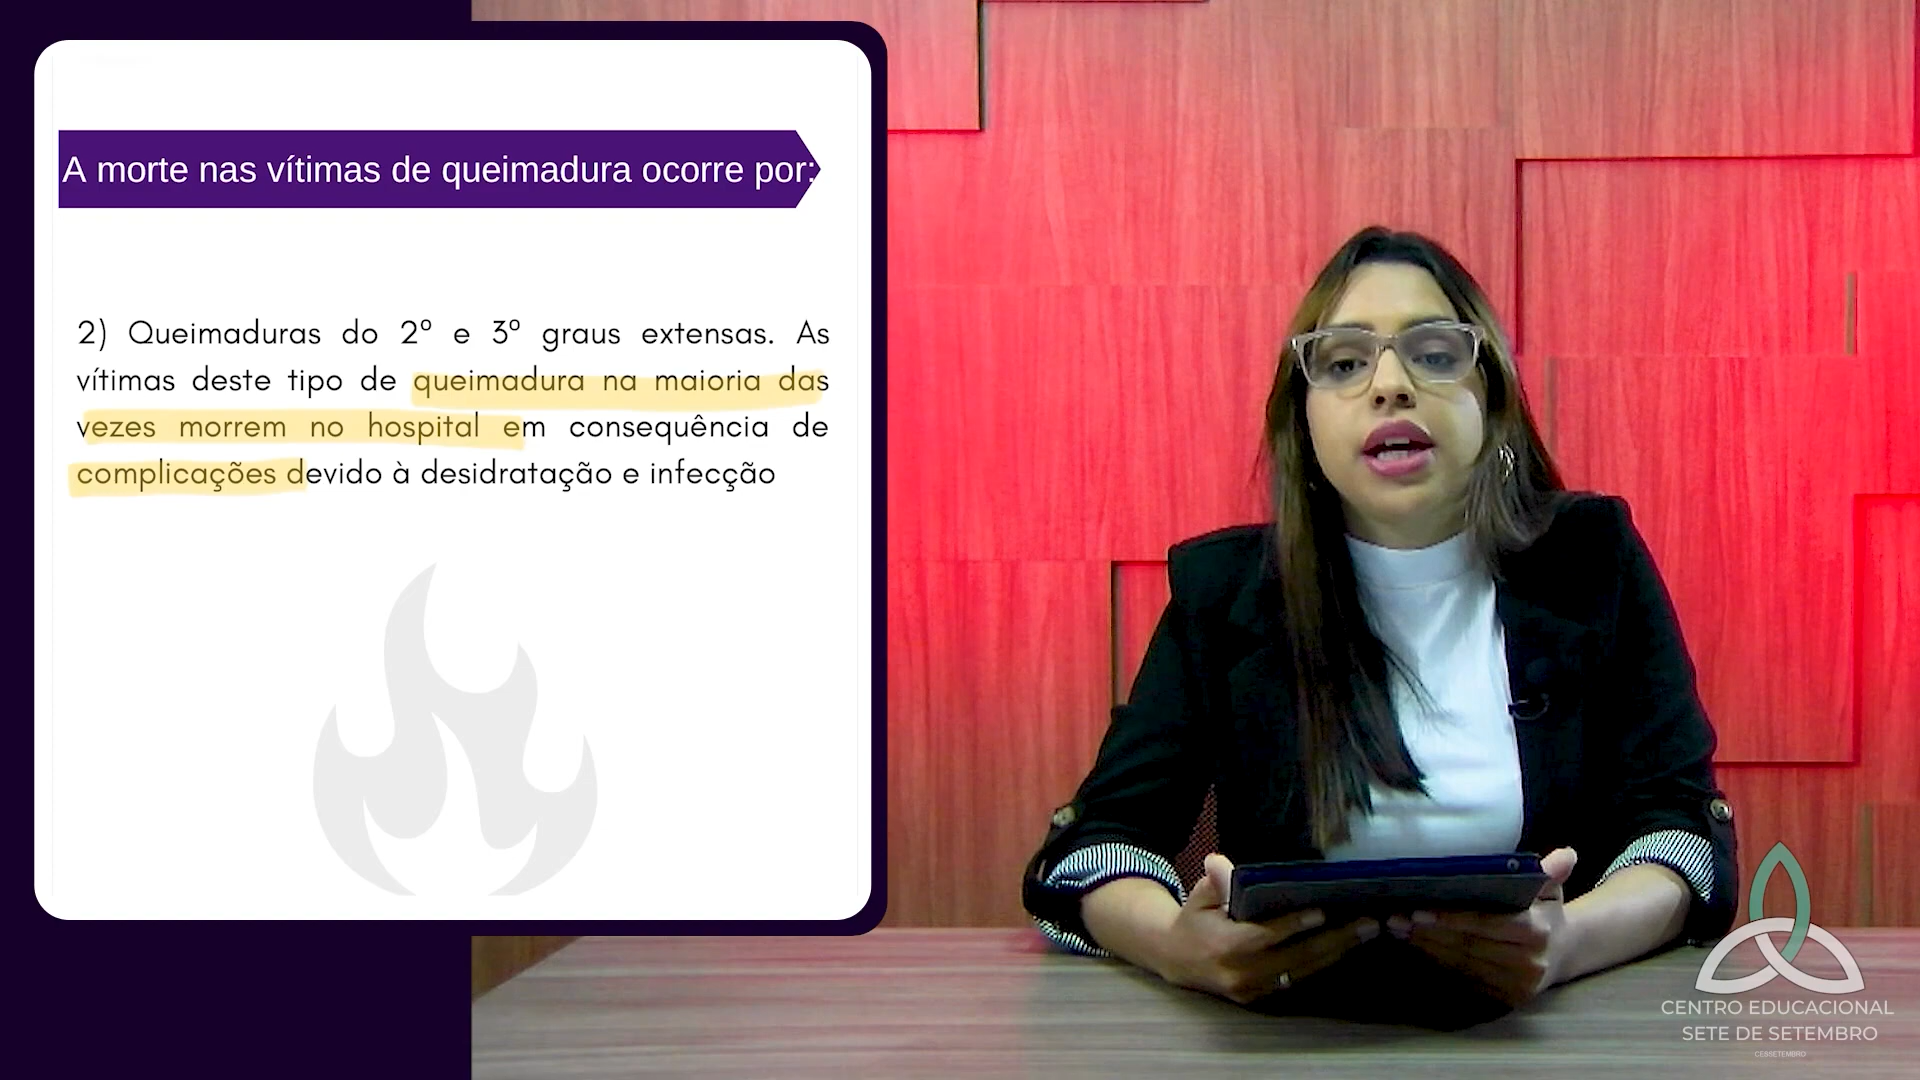 A morte nas vítimas de queimadura ocorre por:
2) Queimaduras do 2º e 3º graus extensas. As
vítimas deste tipo de queimadura na maioria das
vezes morrem no hospital em consequência de
complicações devido à desidratação e infecção
CENTRO EDUCACIONAL
SETE DE SETEMBRO